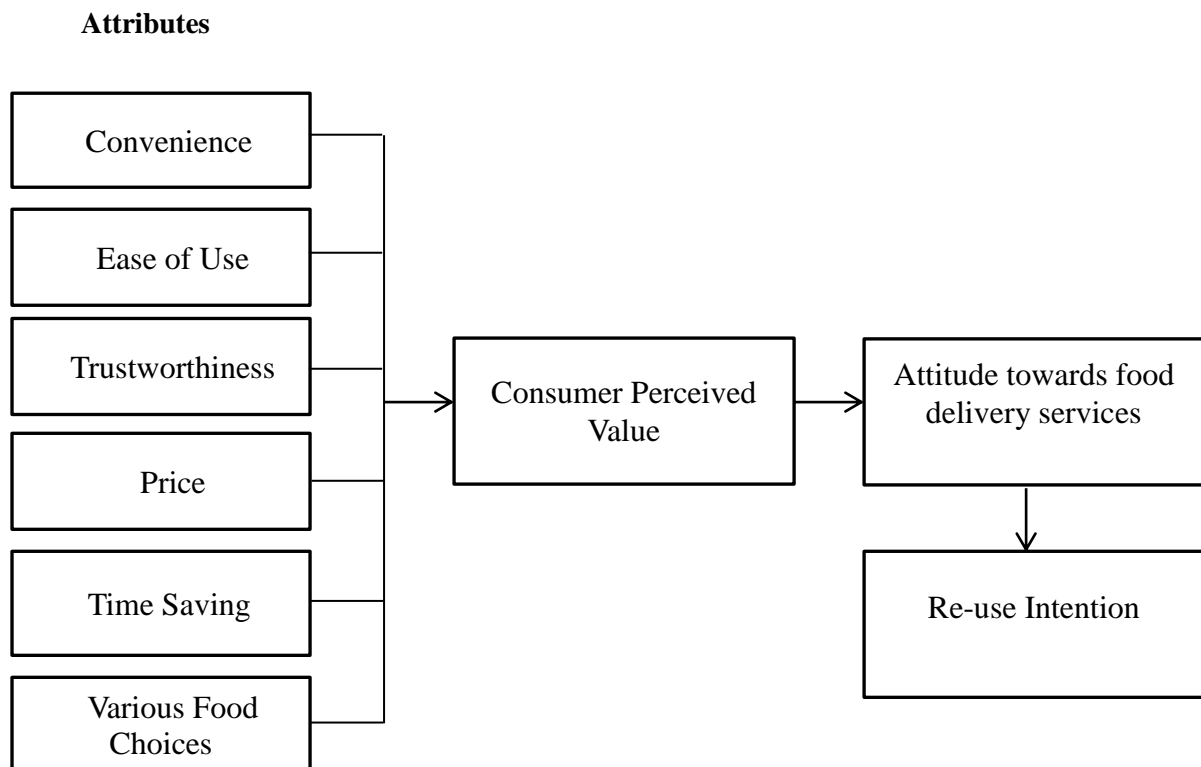 Attributes
Convenience
Ease of Use
Trustworthiness
Price
Time Saving
Various Food
Choices
Consumer Perceived
Value
Attitude towards food
delivery services
Re-use Intention